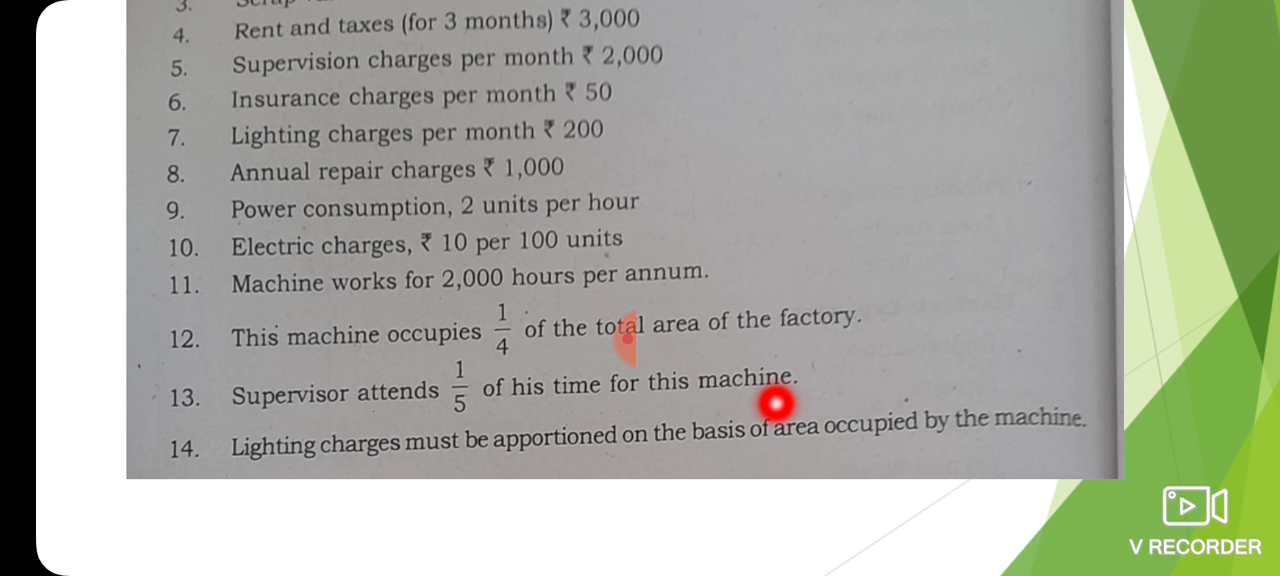 3.
4. Rent and taxes (for 3 months) ₹ 3,000
5. Supervision charges per month ₹ 2,000
6. Insurance charges per month ₹ 50
7. Lighting charges per month ₹ 200
8. Annual repair charges ₹ 1,000
9. Power consumption, 2 units per hour
10. Electric charges, ₹ 10 per 100 units
11. Machine works for 2,000 hours per annum.
12. This machine occupies 1/4 of the total area of the factory.
13. Supervisor attends 1/5 of his time for this machine.
14. Lighting charges must be apportioned on the basis of area occupied by the machine.
V RECORDER